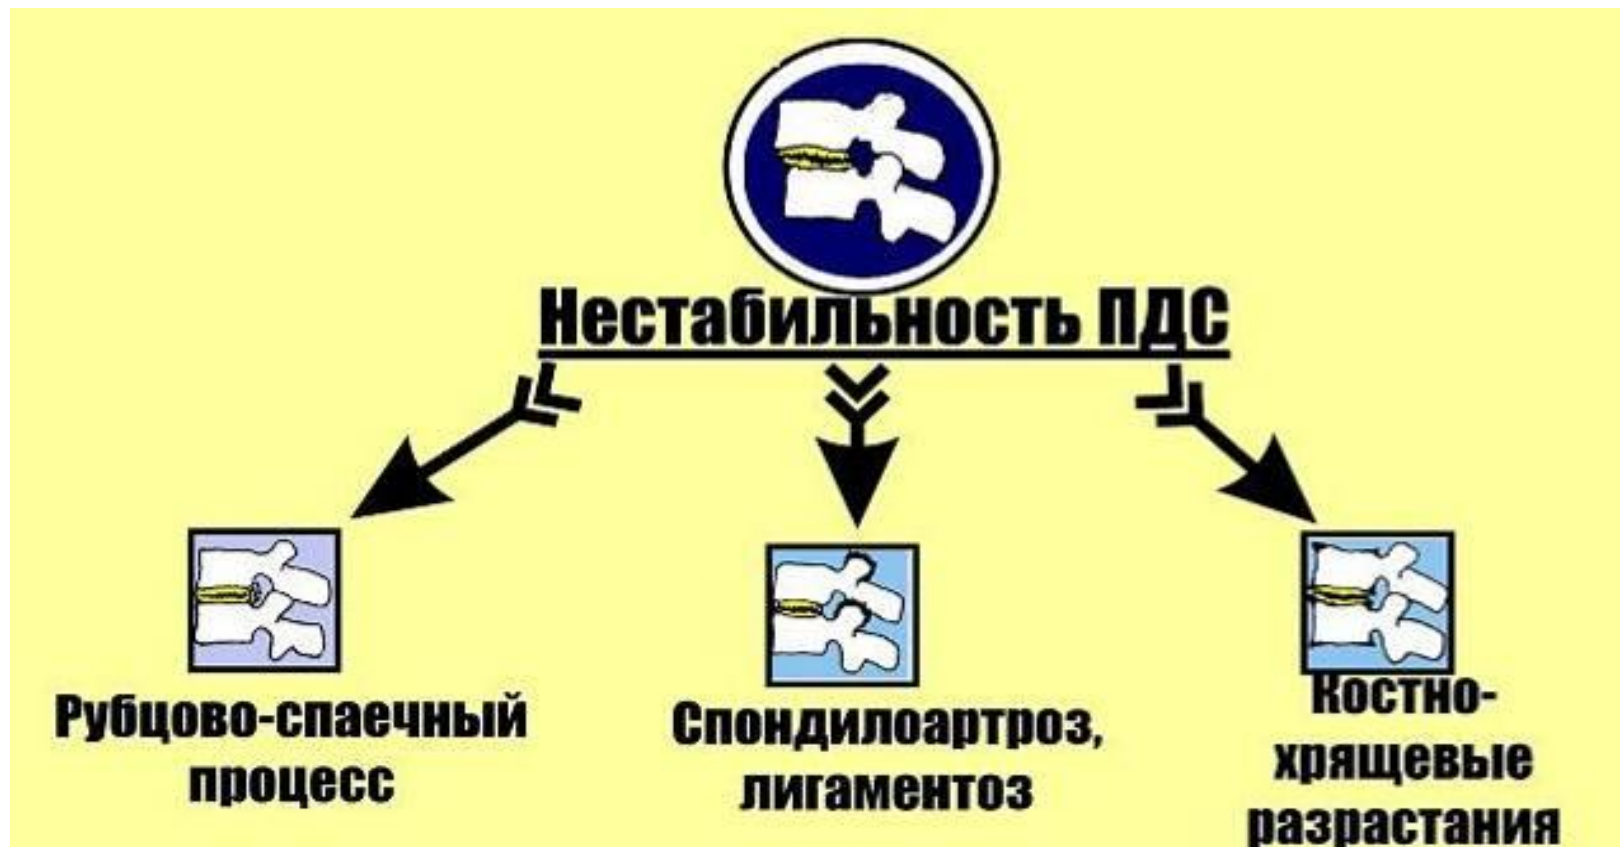 Нестабильность ПДС
Рубцово-спаечный
процесс
Спондилоартроз,
лигаментоз
Костно-
хрящевые
разрастания